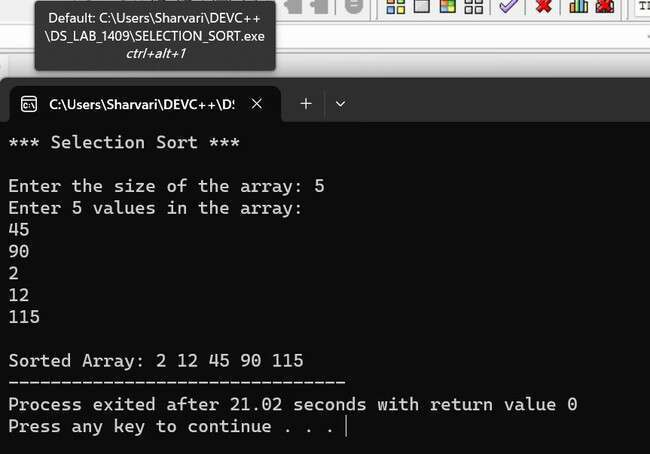 Default: C:\Users\Sharvari\DEVC++
\DS_LAB_1409\SELECTION_SORT.exe
ctrl+alt+1
C:\Users\Sharvari\DEVC++\DS
*** Selection Sort ***
Enter the size of the array: 5
Enter 5 values in the array:
45
90
2
12
115
Sorted Array: 2 12 45 90 115
--------------------------------
Process exited after 21.02 seconds with return value 0
Press any key to continue . . .